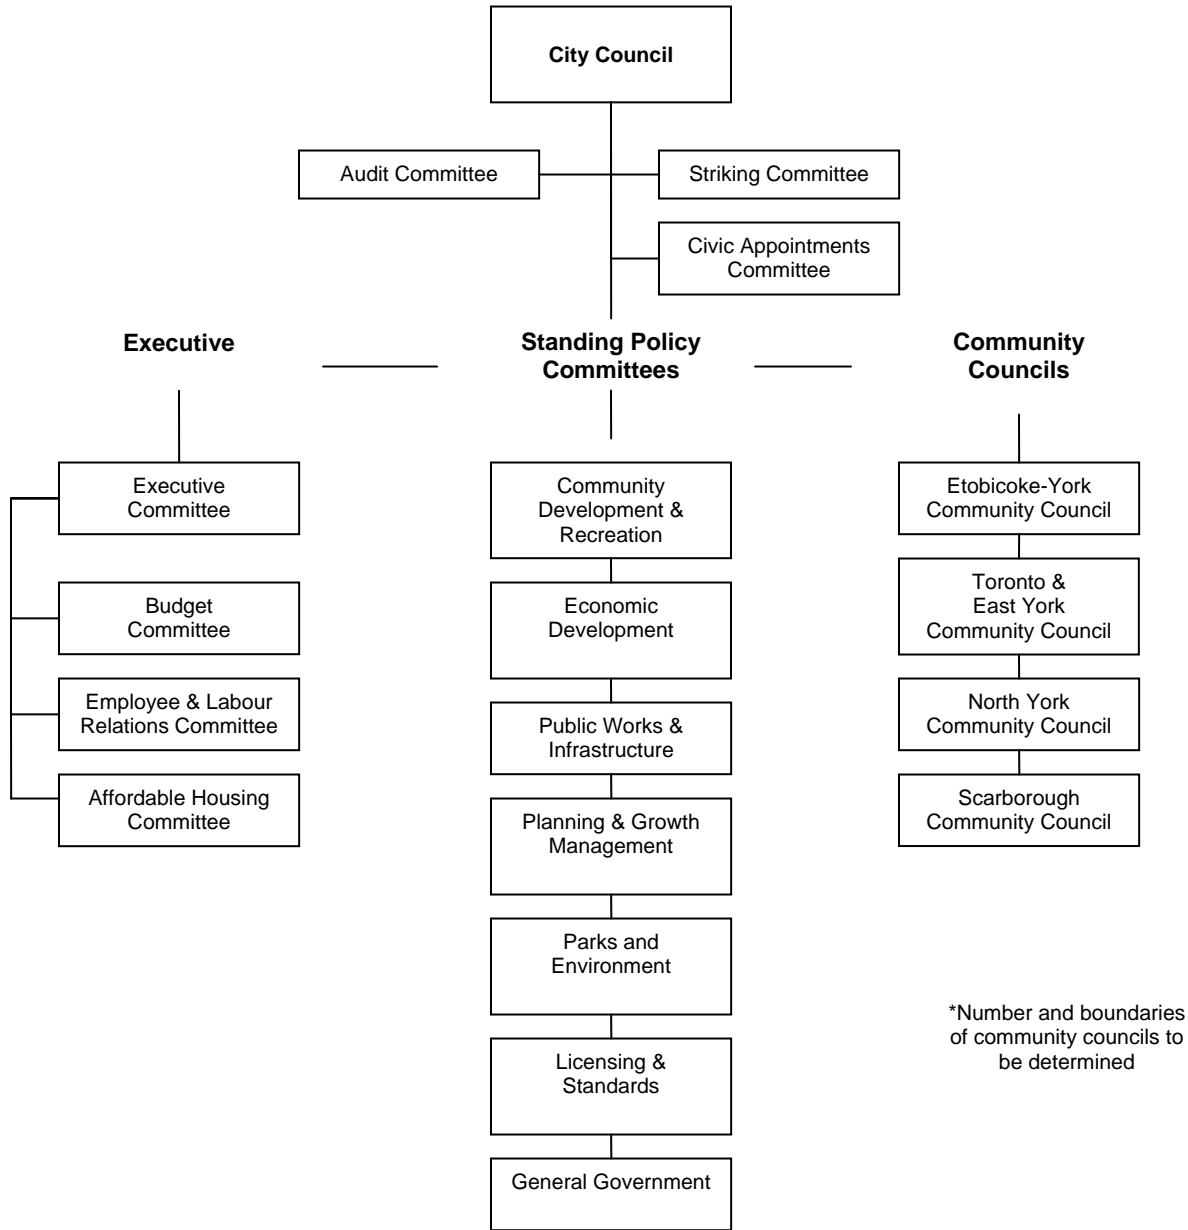 City Council
Audit Committee
Striking Committee
Civic Appointments
Committee
Executive
Standing Policy
Committees
Community
Councils
Executive
Committee
Budget
Committee
Employee & Labour
Relations Committee
Affordable Housing
Committee
Community
Development &
Recreation
Economic
Development
Public Works &
Infrastructure
Planning & Growth
Management
Parks and
Environment
Licensing &
Standards
General Government
Etobicoke-York
Community Council
Toronto &
East York
Community Council
North York
Community Council
Scarborough
Community Council
*Number and boundaries
of community councils to
be determined